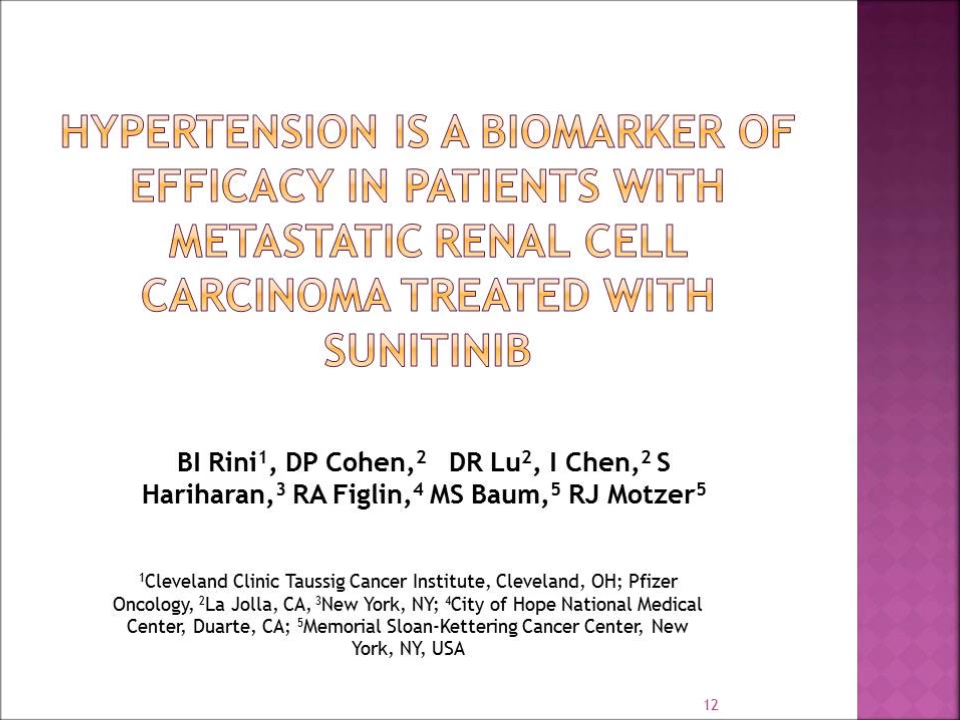 HYPERTENSION IS A BIOMARKER OF
EFFICACY IN PATIENTS WITH
METASTATIC RENAL CELL
CARCINOMA TREATED WITH
SUNITINIB
BI Rini¹, DP Cohen,² DR Lu², I Chen,² S
Hariharan,³ RA Figlin,⁴ MS Baum,⁵ RJ Motzer⁵
¹Cleveland Clinic Taussig Cancer Institute, Cleveland, OH; Pfizer
Oncology, ²La Jolla, CA, ³New York, NY; ⁴City of Hope National Medical
Center, Duarte, CA; ⁵Memorial Sloan-Kettering Cancer Center, New
York, NY, USA
12